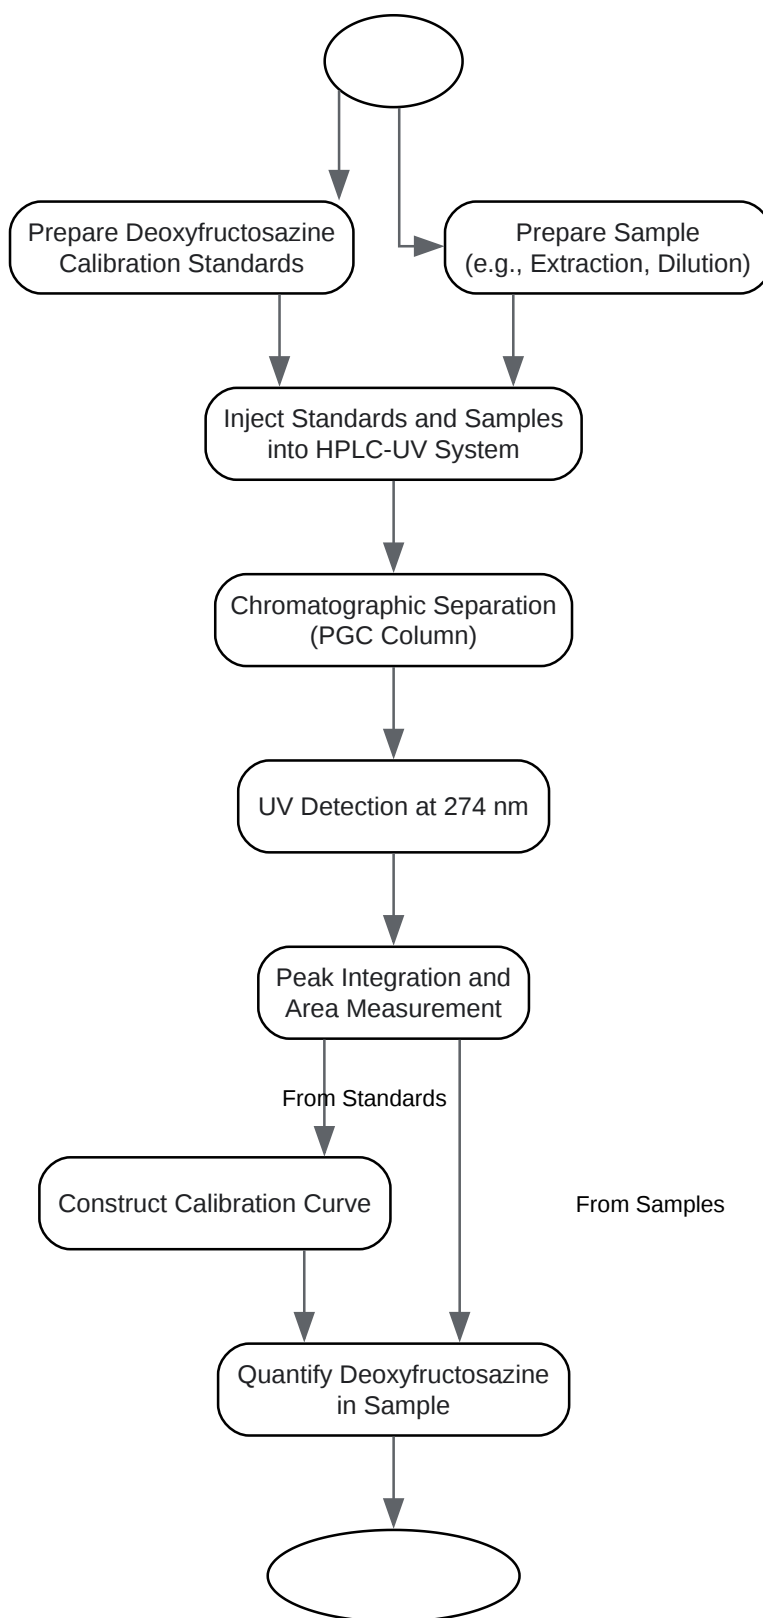 Prepare Deoxyfructosazine
Calibration Standards
Prepare Sample
(e.g., Extraction, Dilution)
Inject Standards and Samples
into HPLC-UV System
Chromatographic Separation
(PGC Column)
UV Detection at 274 nm
Peak Integration and
Area Measurement
From Standards
Construct Calibration Curve
From Samples
Quantify Deoxyfructosazine
in Sample